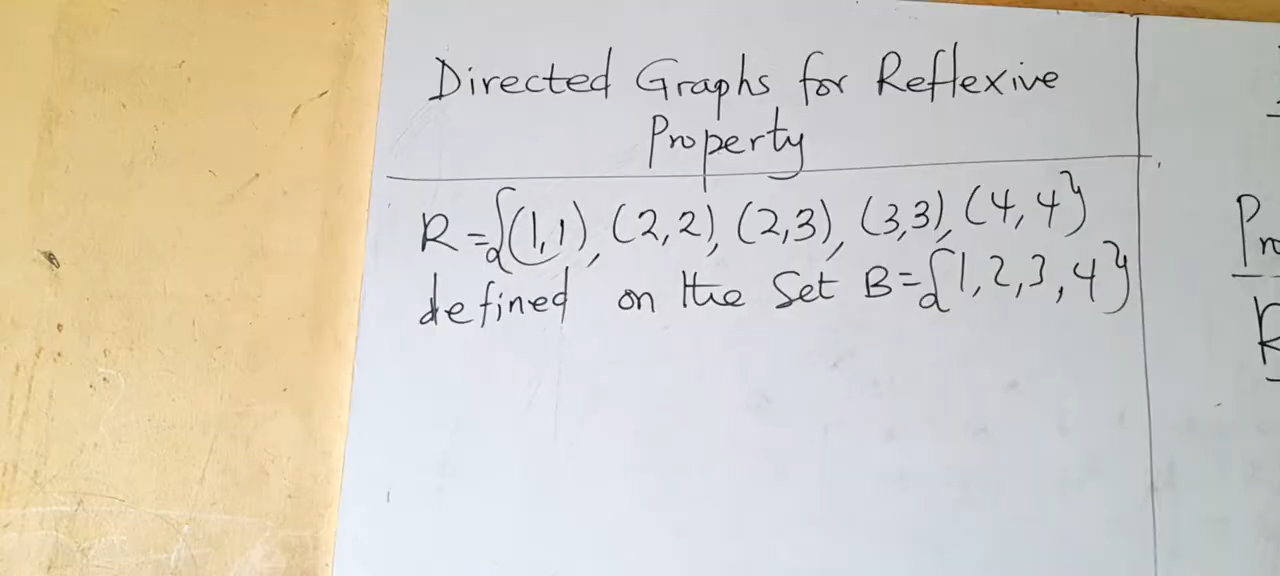 Directed Graphs for Reflexive
Property
R={(1,1), (2,2), (2,3), (3,3), (4,4}
defined on the Set B={1,2,3,4}